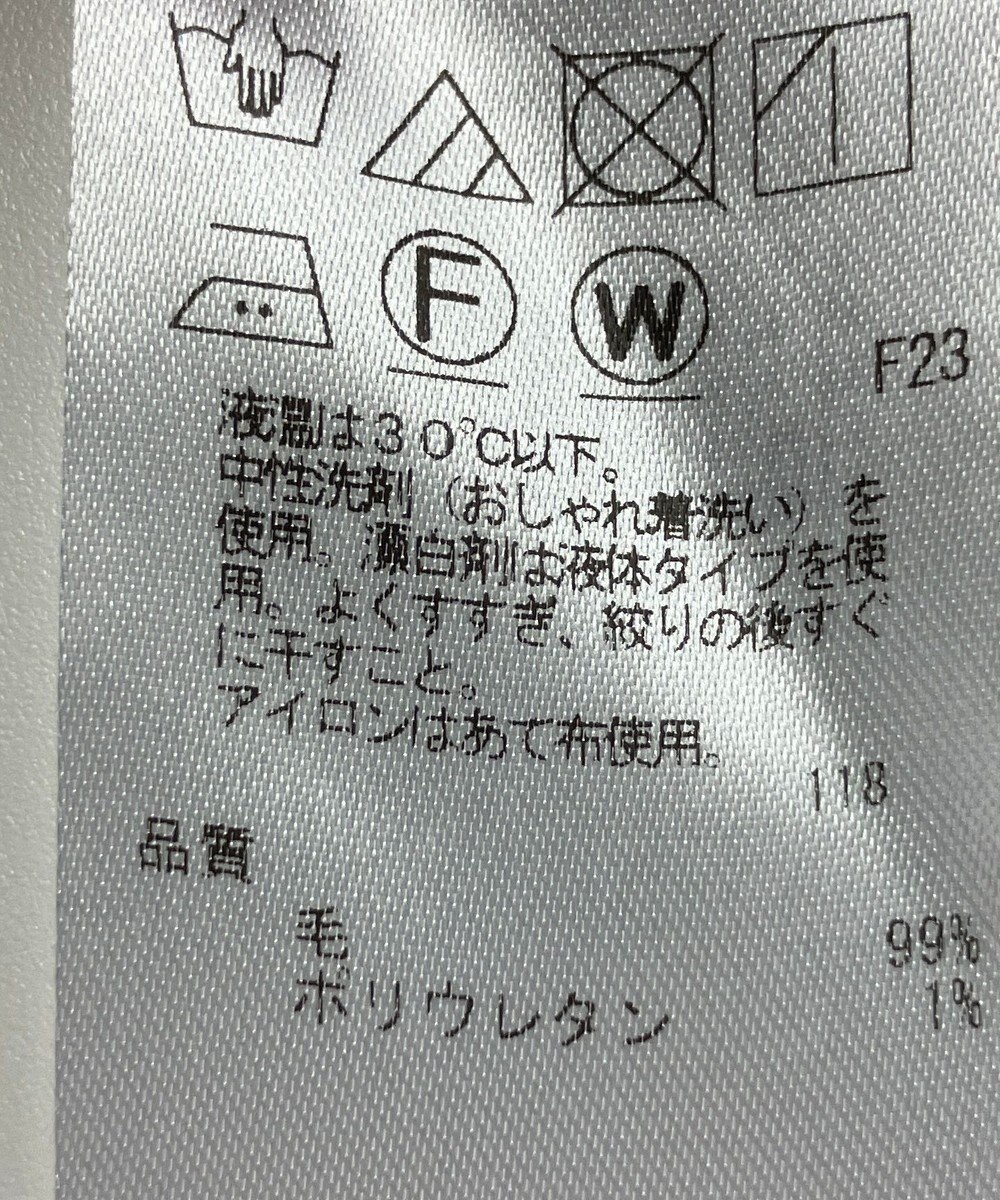 F W
F23
液温は30℃以下。
中性洗剤(おしゃれ着洗い)を
使用。漂白剤は液体タイプを使
用。よくすすぎ、絞りの後すぐ
に干すこと。
アイロンはあて布使用。
118
品質
毛 99%
ポリウレタン 1%